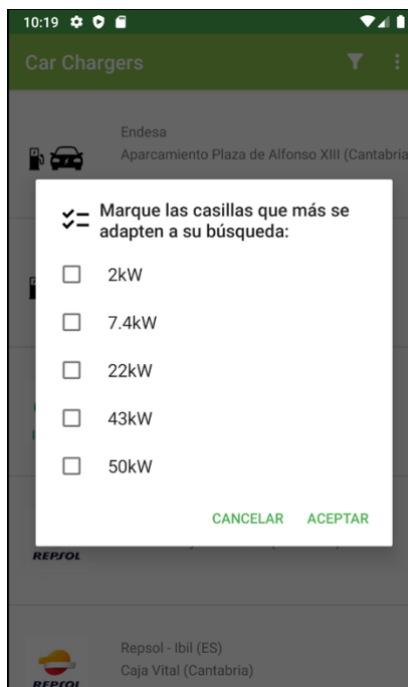 10:19
Car Chargers
Endesa
Aparcamiento Plaza de Alfonso XIII (Cantabria
Marque las casillas que más se
adapten a su búsqueda:
2kW
7.4kW
22kW
43kW
50kW
CANCELAR ACEPTAR
REPSOL
Repsol - Ibil (ES)
Caja Vital (Cantabria)
REPSOL